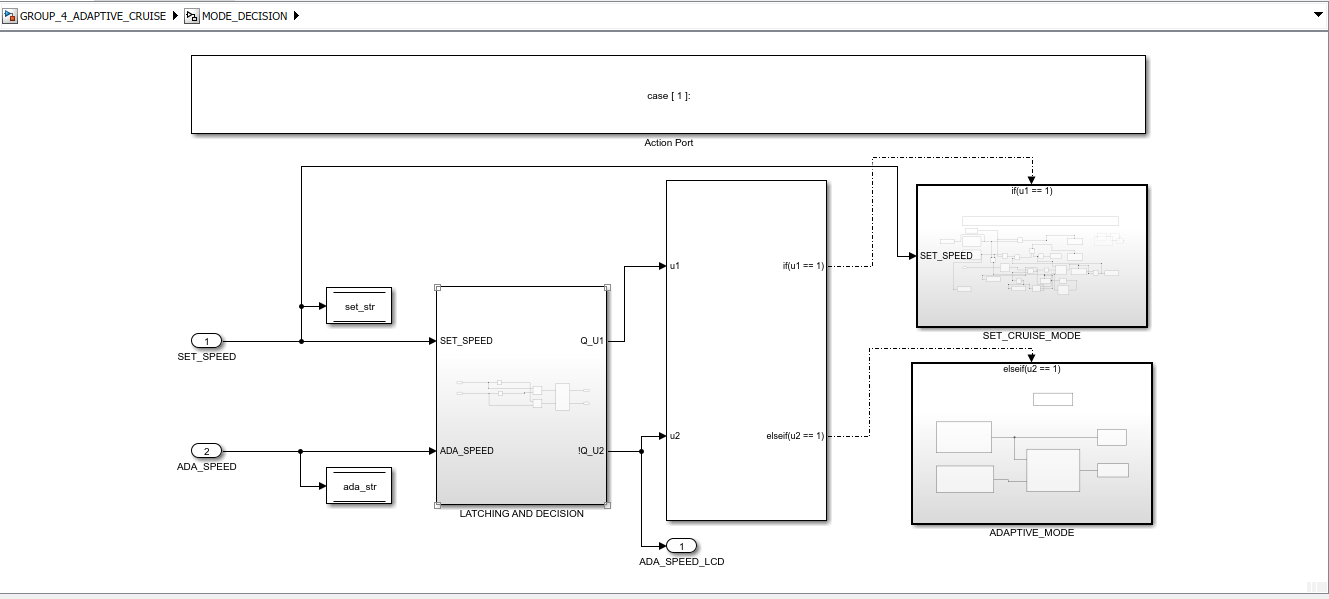 GROUP_4_ADAPTIVE_CRUISE MODE_DECISION
case [ 1 ]:
Action Port
if(u1 == 1)
SET_SPEED
SET_CRUISE_MODE
u1
if(u1 == 1)
set_str
1
SET_SPEED
SET_SPEED
Q_U1
elseif(u2 == 1)
u2
elseif(u2 == 1)
2
ADA_SPEED
ADA_SPEED
!Q_U2
ada_str
LATCHING AND DECISION
ADAPTIVE_MODE
1
ADA_SPEED_LCD